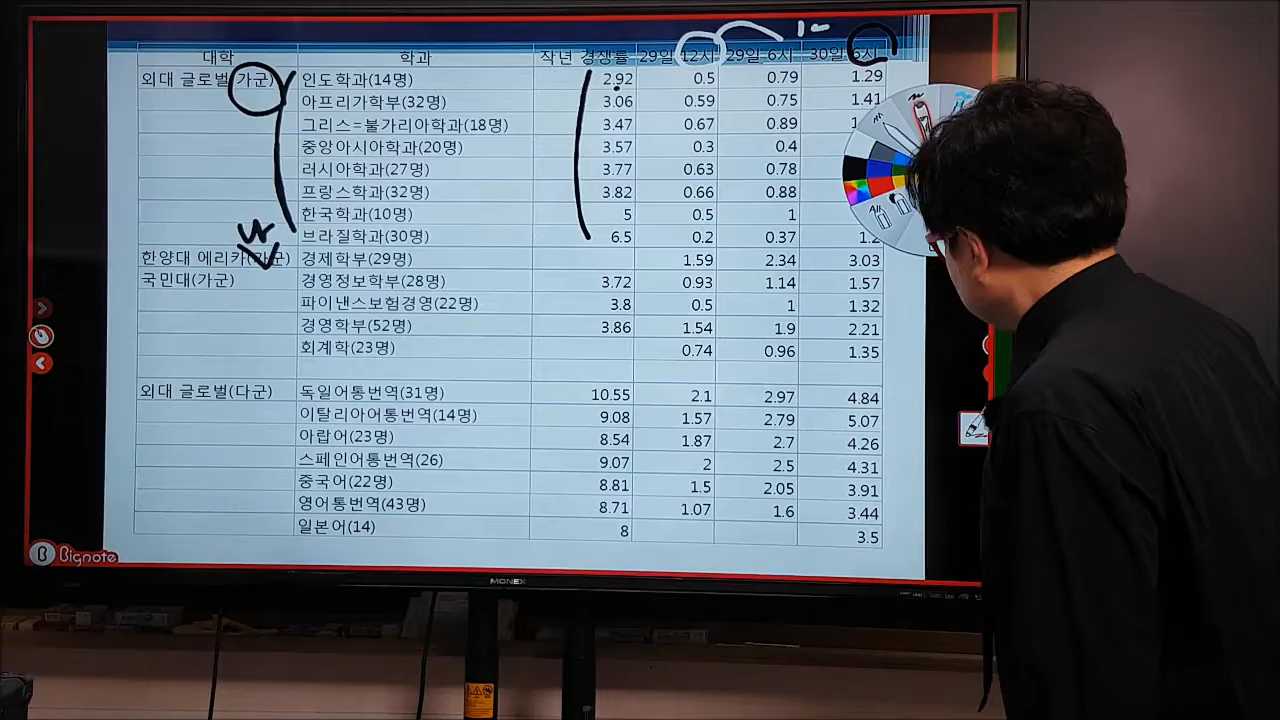 대학 학과 작년 경쟁률 29일 12시 29일 6시 30일 6시
외대 글로벌(가군) 인도학과(14명) 2.92 0.5 0.79 1.29
아프리가학부(32명) 3.06 0.59 0.75 1.41
그리스=불가리아학과(18명) 3.47 0.67 0.89
중앙아시아학과(20명) 3.57 0.3 0.4
러시아학과(27명) 3.77 0.63 0.78
프랑스학과(32명) 3.82 0.66 0.88
한국학과(10명) 5 0.5 1
나 브라질학과(30명) 6.5 0.2 0.37 1.2
한양대 에리카(가군) 경제학부(29명) 1.59 2.34 3.03
국민대(가군) 경영정보학부(28명) 3.72 0.93 1.14 1.57
파이낸스보험경영(22명) 3.8 0.5 1 1.32
경영학부(52명) 3.86 1.54 1.9 2.21
회계학(23명) 0.74 0.96 1.35
외대 글로벌(다군) 독일어통번역(31명) 10.55 2.1 2.97 4.84
이탈리아어통번역(14명) 9.08 1.57 2.79 5.07
아랍어(23명) 8.54 1.87 2.7 4.26
스페인어통번역(26) 9.07 2 2.5 4.31
중국어(22명) 8.81 1.5 2.05 3.91
영어통번역(43명) 8.71 1.07 1.6 3.44
일본어(14) 8 3.5
B Bignote
MONEX
All